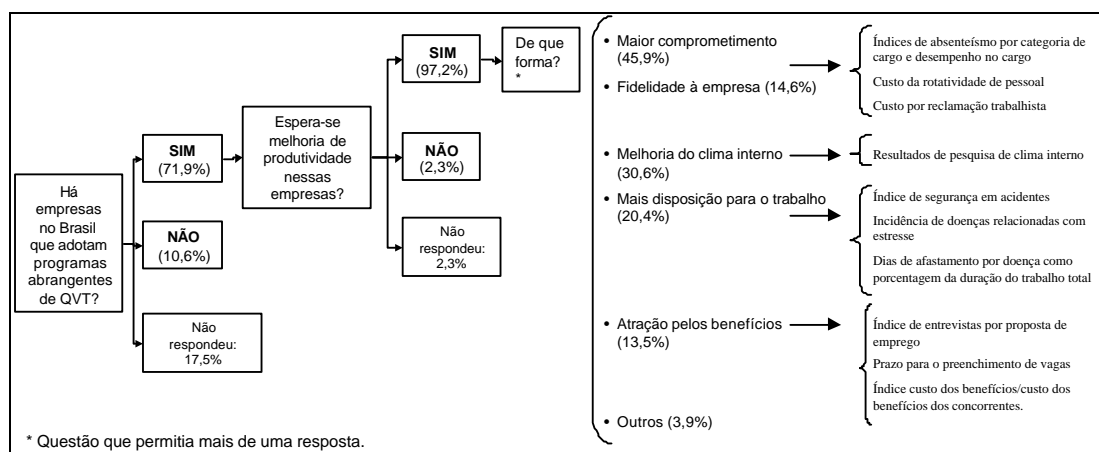 Há
empresas
no Brasil
que adotam
programas
abrangentes
de QVT?
SIM
(71,9%)
NÃO
(10,6%)
Não
respondeu:
17,5%
Espera-se
melhoria de
produtividade
nessas
empresas?
SIM
(97,2%)
NÃO
(2,3%)
Não
respondeu:
2,3%
De que
forma?
*
• Maior comprometimento
(45,9%)
• Fidelidade à empresa (14,6%)
Índices de absenteísmo por categoria de
cargo e desempenho no cargo
Custo da rotatividade de pessoal
Custo por reclamação trabalhista
• Melhoria do clima interno
(30,6%)
Resultados de pesquisa de clima interno
• Mais disposição para o trabalho
(20,4%)
Índice de segurança em acidentes
Incidência de doenças relacionadas com
estresse
Dias de afastamento por doença como
porcentagem da duração do trabalho total
• Atração pelos benefícios
(13,5%)
Índice de entrevistas por proposta de
emprego
Prazo para o preenchimento de vagas
Índice custo dos benefícios/custo dos
benefícios dos concorrentes.
• Outros (3,9%)
* Questão que permitia mais de uma resposta.